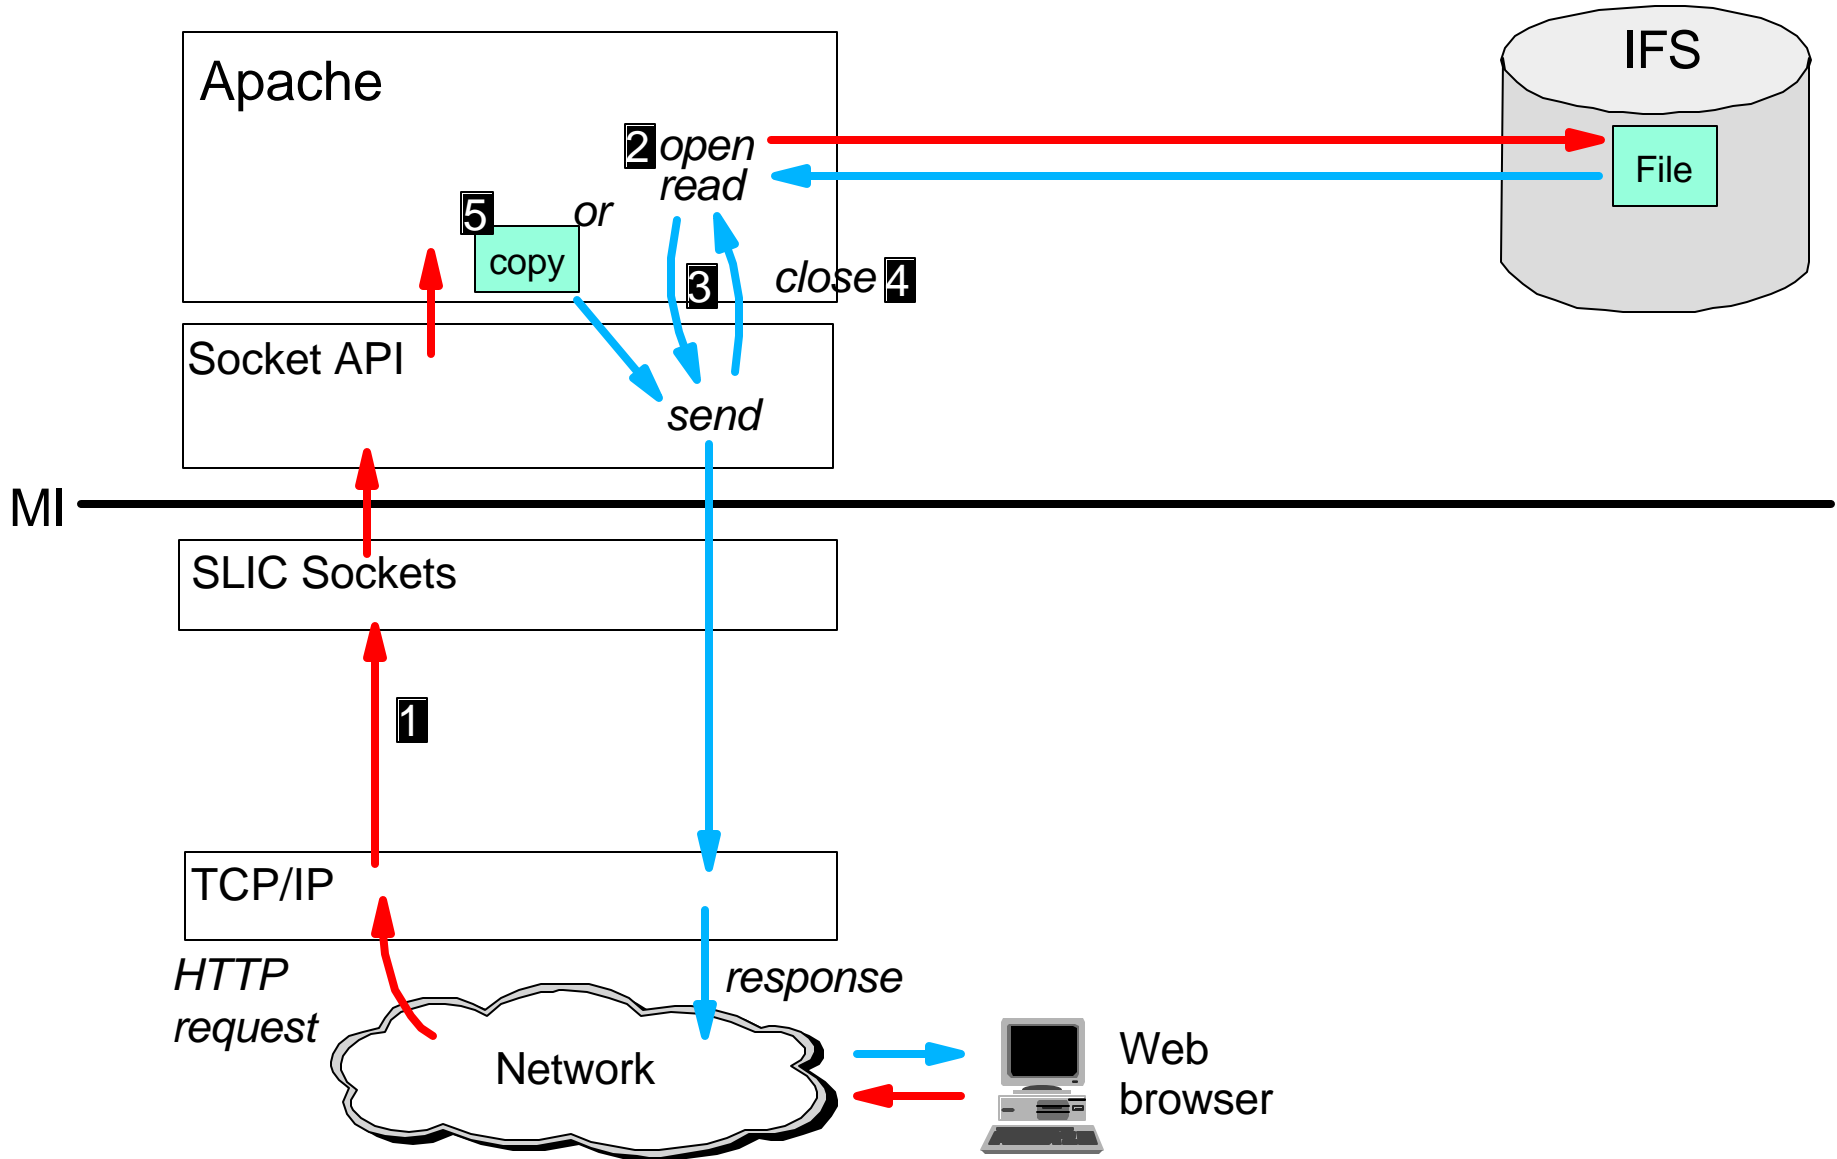 Apache
IFS
2 open
read
File
5 or
copy
3
close 4
Socket API
send
MI
SLIC Sockets
1
TCP/IP
HTTP
request
response
Network
Web
browser